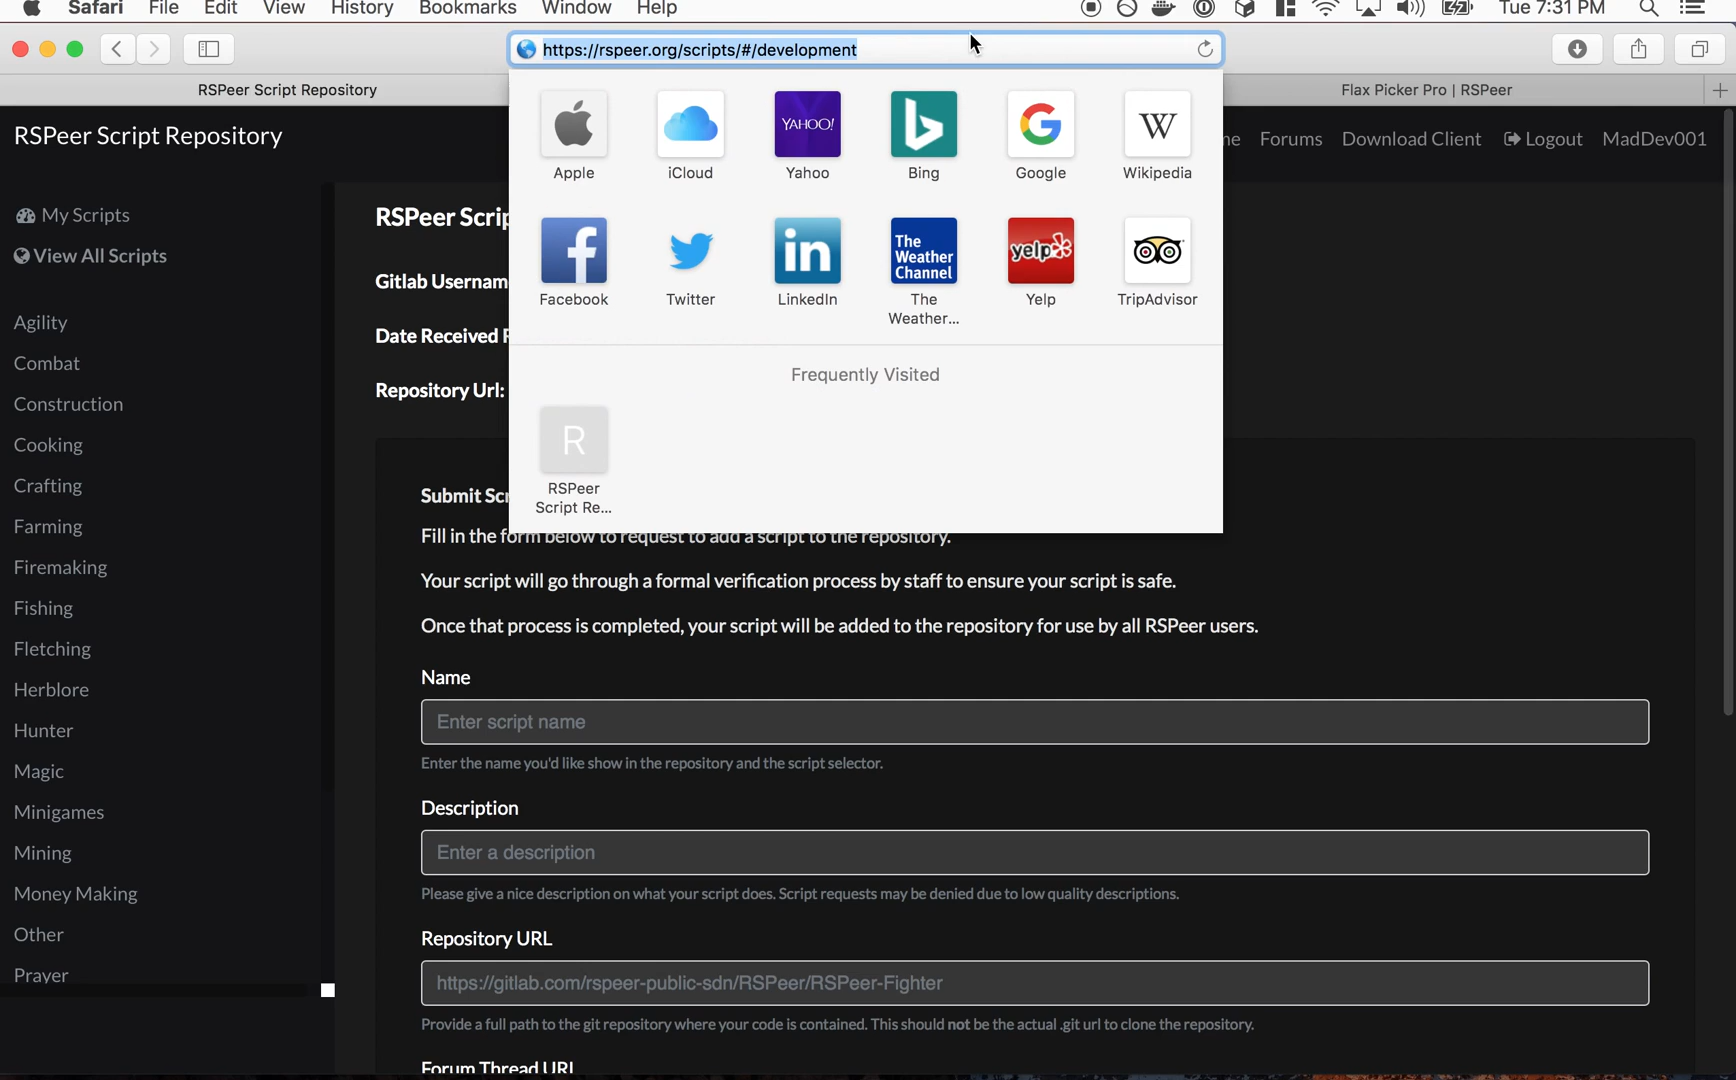 Safari File Edit View History Bookmarks Window Help Tue 7:31 PM
https://rspeer.org/scripts/#/development
RSPeer Script Repository
Flax Picker Pro | RSPeer
RSPeer Script Repository
Forums Download Client Logout MadDev001
My Scripts
View All Scripts
Agility
Combat
Construction
Cooking
Crafting
Farming
Firemaking
Fishing
Fletching
Herblore
Hunter
Magic
Minigames
Mining
Money Making
Other
Prayer
YAHOO!
W
Apple iCloud Yahoo Bing Google Wikipedia
The
Weather
Channel
yelp
Facebook Twitter LinkedIn The Yelp TripAdvisor
Weather...
Frequently Visited
R
RSPeer
Script Re...
RSPeer
Gitlab
Date Received
Repository Url:
Submit
Fill in the form below to request to add a script to the repository.
Your script will go through a formal verification process by staff to ensure your script is safe.
Once that process is completed, your script will be added to the repository for use by all RSPeer users.
Name
Enter script name
Enter the name you'd like show in the repository and the script selector.
Description
Enter a description
Please give a nice description on what your script does. Script requests may be denied due to low quality descriptions.
Repository URL
https://gitlab.com/rspeer-public-sdn/RSPeer/RSPeer-Fighter
Provide a full path to the git repository where your code is contained. This should not be the actual .git url to clone the repository.
Forum Thread URL